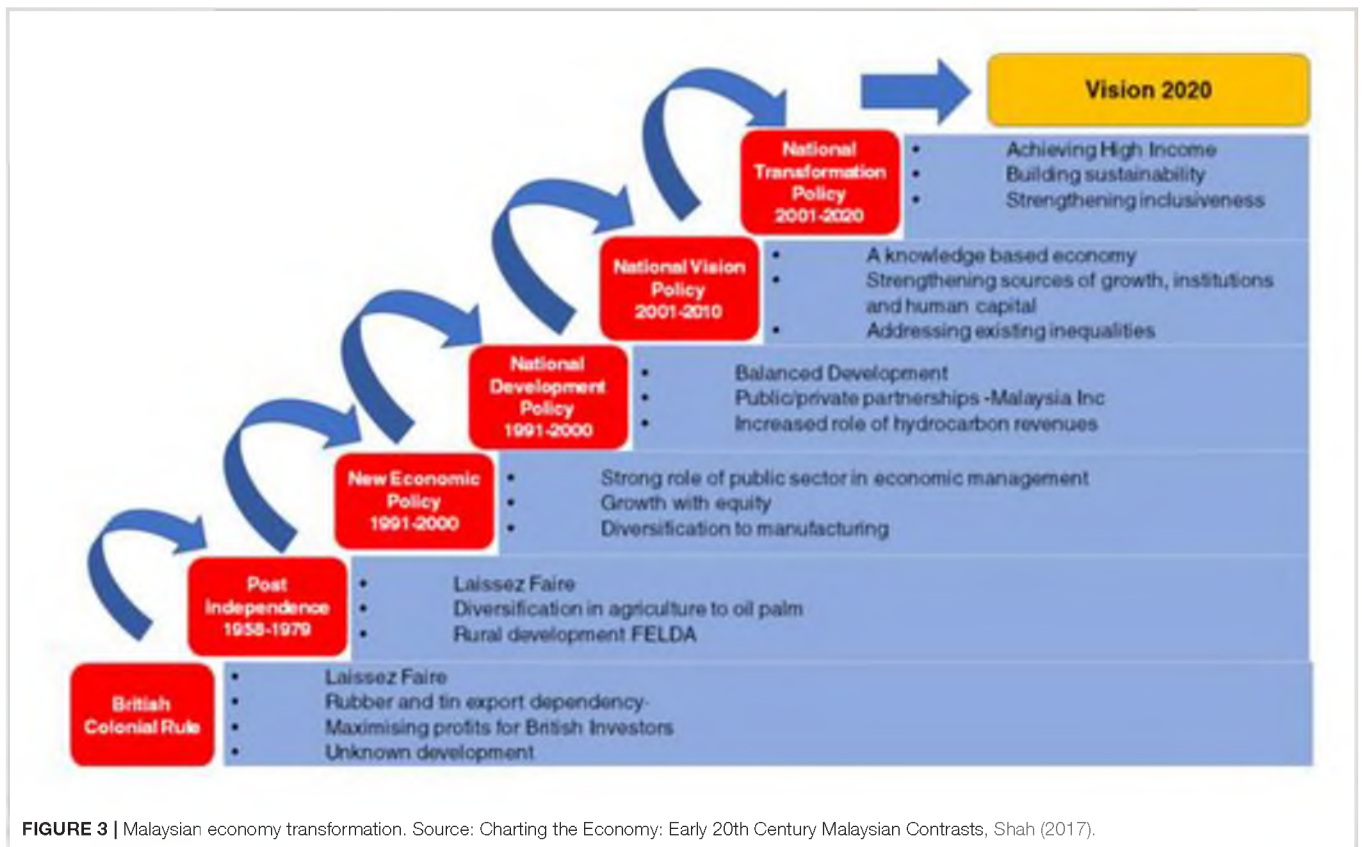 Vision 2020
National
Transformation
Policy
2001-2020
• Achieving High Income
• Building sustainability
• Strengthening inclusiveness
National Vision
Policy
2001-2010
• A knowledge based economy
• Strengthening sources of growth, institutions
and human capital
• Addressing existing inequalities
National
Development
Policy
1991-2000
• Balanced Development
• Public/private partnerships -Malaysia Inc
• Increased role of hydrocarbon revenues
New Economic
Policy
1991-2000
• Strong role of public sector in economic management
• Growth with equity
• Diversification to manufacturing
Post
Independence
1958-1979
• Laissez Faire
• Diversification in agriculture to oil palm
• Rural development FELDA
British
Colonial Rule
• Laissez Faire
• Rubber and tin export dependency-
• Maximising profits for British Investors
• Unknown development
FIGURE 3 | Malaysian economy transformation. Source: Charting the Economy: Early 20th Century Malaysian Contrasts, Shah (2017).